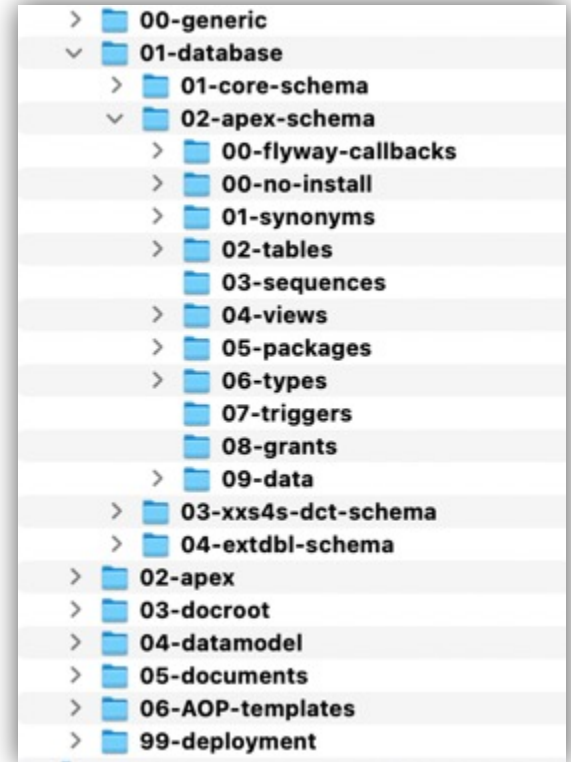 00-generic
01-database
01-core-schema
02-apex-schema
00-flyway-callbacks
00-no-install
01-synonyms
02-tables
03-sequences
04-views
05-packages
06-types
07-triggers
08-grants
09-data
03-xxs4s-dct-schema
04-extdbl-schema
02-apex
03-docroot
04-datamodel
05-documents
06-AOP-templates
99-deployment